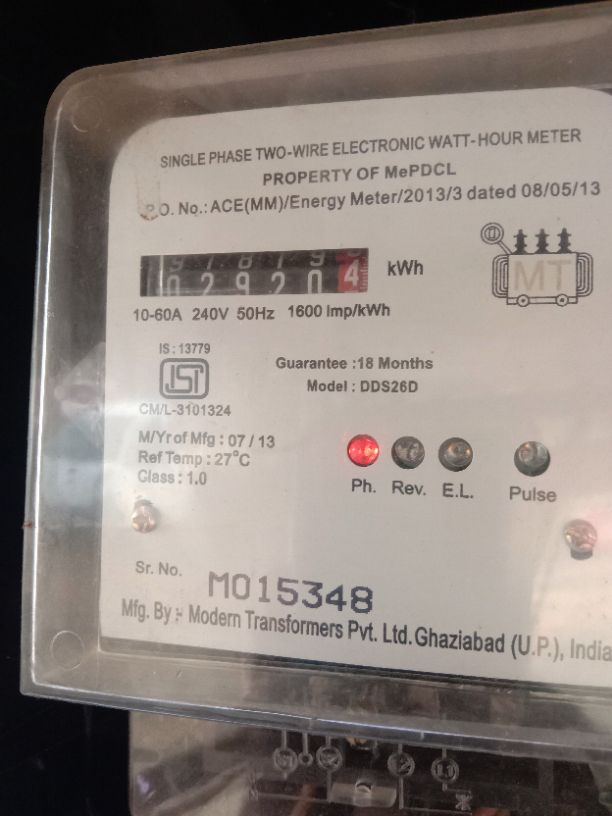 SINGLE PHASE TWO-WIRE ELECTRONIC WATT-HOUR METER
PROPERTY OF MePDCL
P.O. No.: ACE(MM)/Energy Meter/2013/3 dated 08/05/13
02920 4 kWh
MT
10-60A 240V 50Hz 1600 Imp/kWh
IS : 13779
ISI
CM/L-3101324
Guarantee :18 Months
Model : DDS26D
M/Yr of Mfg : 07 / 13
Ref Temp : 27°C
Class : 1.0
Ph. Rev. E.L. Pulse
Sr. No.
M015348
Mfg. By :- Modern Transformers Pvt. Ltd. Ghaziabad (U.P.), India